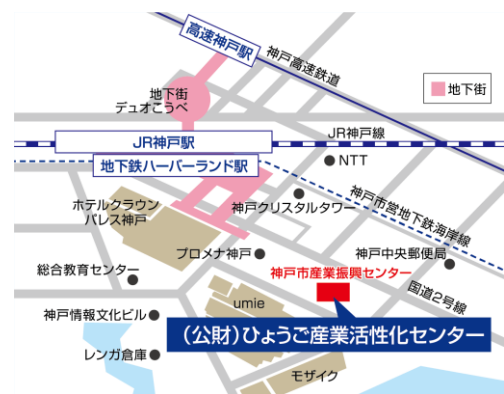 高速神戸駅
神戸高速鉄道
地下街
デュオこうべ
地下街
JR神戸駅
JR神戸線
地下鉄ハーバーランド駅
NTT
神戸市営地下鉄海岸線
ホテルクラウン
パレス神戸
神戸クリスタルタワー
プロメナ神戸
神戸中央郵便局
総合教育センター
神戸市産業振興センター
国道2号線
umie
神戸情報文化ビル
(公財)ひょうご産業活性化センター
レンガ倉庫
モザイク